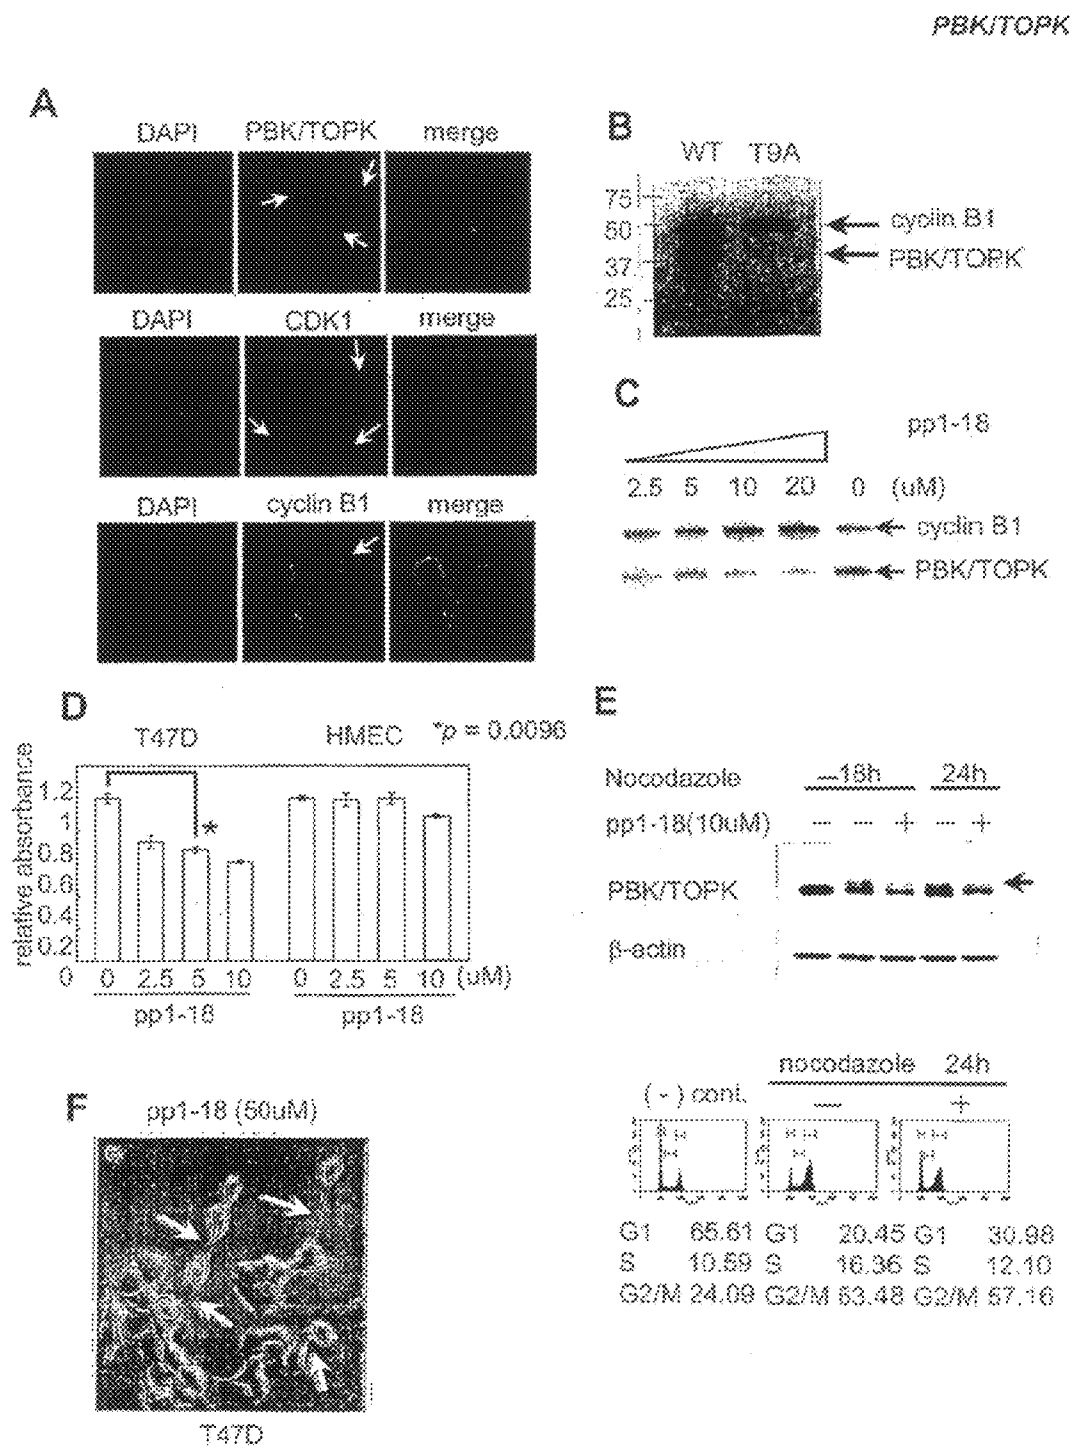 PBK/TOPK
A
DAPI PBK/TOPK merge
DAPI CDK1 merge
DAPI cyclin B1 merge
B
WT T9A
75
50
37
25
cyclin B1
PBK/TOPK
C
pp1-18
2.5 5 10 20 0 (uM)
cyclin B1
PBK/TOPK
D
T47D HMEC *p = 0.0096
relative absorbance
1.2
1
0.8
0.6
0.4
0.2
0
*
0 2.5 5 10 0 2.5 5 10 (uM)
pp1-18 pp1-18
E
Nocodazole — 18h 24h
pp1-18(10uM) — — + — +
PBK/TOPK
β-actin
nocodazole 24h
(-) cont. — +
G1 65.61 G1 20.45 G1 30.98
S 10.59 S 16.36 S 12.10
G2/M 24.09 G2/M 63.48 G2/M 57.16
F
pp1-18 (50uM)
T47D